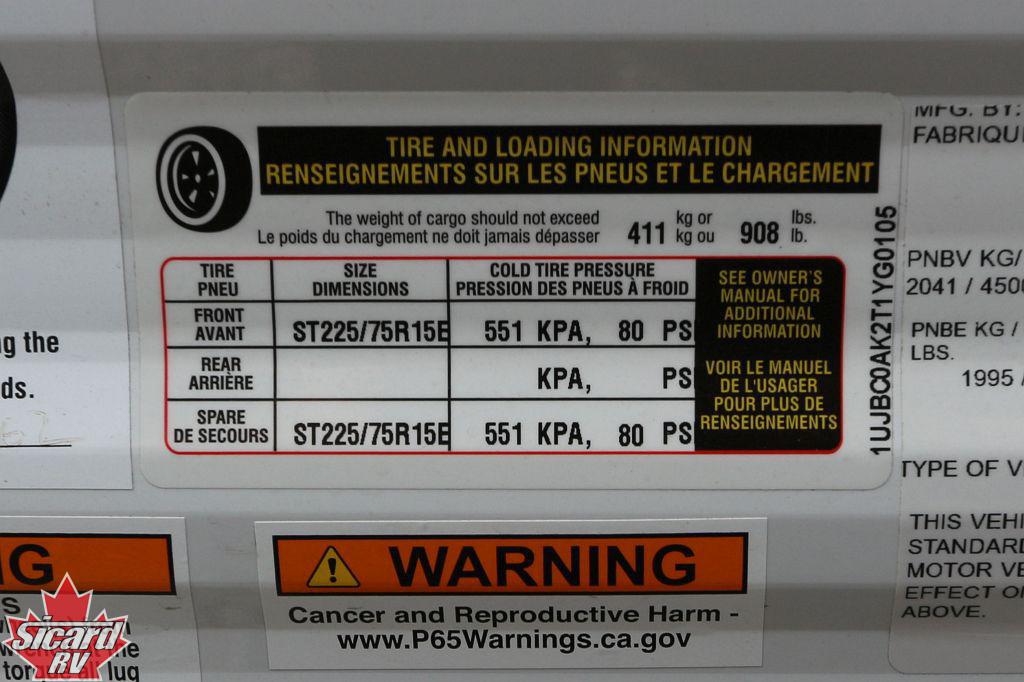 TIRE AND LOADING INFORMATION
RENSEIGNEMENTS SUR LES PNEUS ET LE CHARGEMENT
The weight of cargo should not exceed
Le poids du chargement ne doit jamais dépasser
411 kg or
kg ou
908 lbs.
lb.
TIRE
PNEU
SIZE
DIMENSIONS
COLD TIRE PRESSURE
PRESSION DES PNEUS À FROID
FRONT
AVANT
ST225/75R15E
551 KPA, 80 PS
REAR
ARRIÈRE
KPA, PS
SPARE
DE SECOURS
ST225/75R15E
551 KPA, 80 PS
SEE OWNER'S
MANUAL FOR
ADDITIONAL
INFORMATION
VOIR LE MANUEL
DE L'USAGER
POUR PLUS DE
RENSEIGNEMENTS
1UJBC0AK2T1YG0105
MFG. BY:
FABRIQU
PNBV KG/
2041 / 450
PNBE KG /
LBS.
1995 /
TYPE OF V
THIS VEHI
STANDARD
MOTOR VE
EFFECT O
ABOVE.
g the
ds.
WARNING
Cancer and Reproductive Harm -
www.P65Warnings.ca.gov
NG
S
the
lug
Sicard
RV